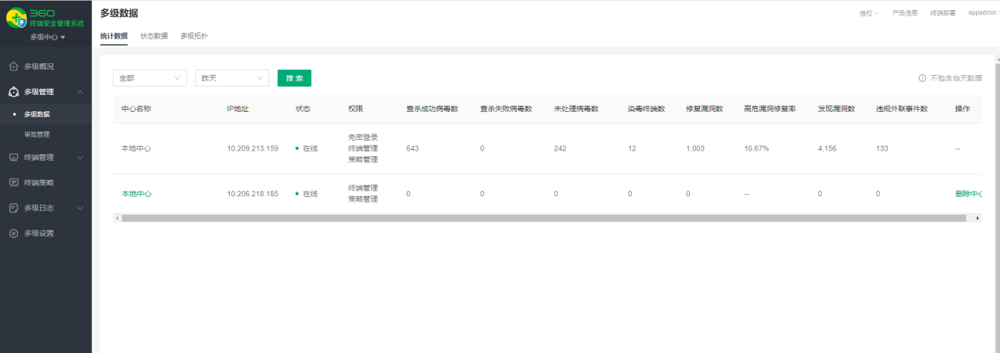 360
终端安全管理系统
多级中心
多级概况
多级管理
多级数据
审批管理
终端管理
终端策略
多级日志
多级设置
多级数据
授权 产品信息 终端部署 eppadmin
统计数据 状态数据 多级拓扑
全部 昨天 搜索 不包含当天数据
中心名称 IP地址 状态 权限 查杀成功病毒数 查杀失败病毒数 未处理病毒数 染毒终端数 修复漏洞数 高危漏洞修复率 发现漏洞数 违规外联事件数 操作
免密登录
本地中心 10.209.213.159 在线 终端管理 643 0 242 12 1,003 16.67% 4,156 133 --
策略管理
终端管理
本地中心 10.206.218.185 在线 0 0 0 0 0 -- 0 0 删除中心
策略管理